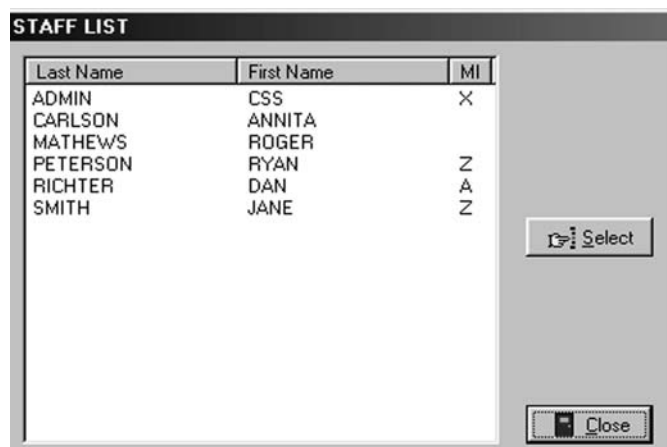 STAFF LIST
Last Name First Name MI
ADMIN CSS X
CARLSON ANNITA
MATHEWS ROGER
PETERSON RYAN Z
RICHTER DAN A
SMITH JANE Z
Select
Close